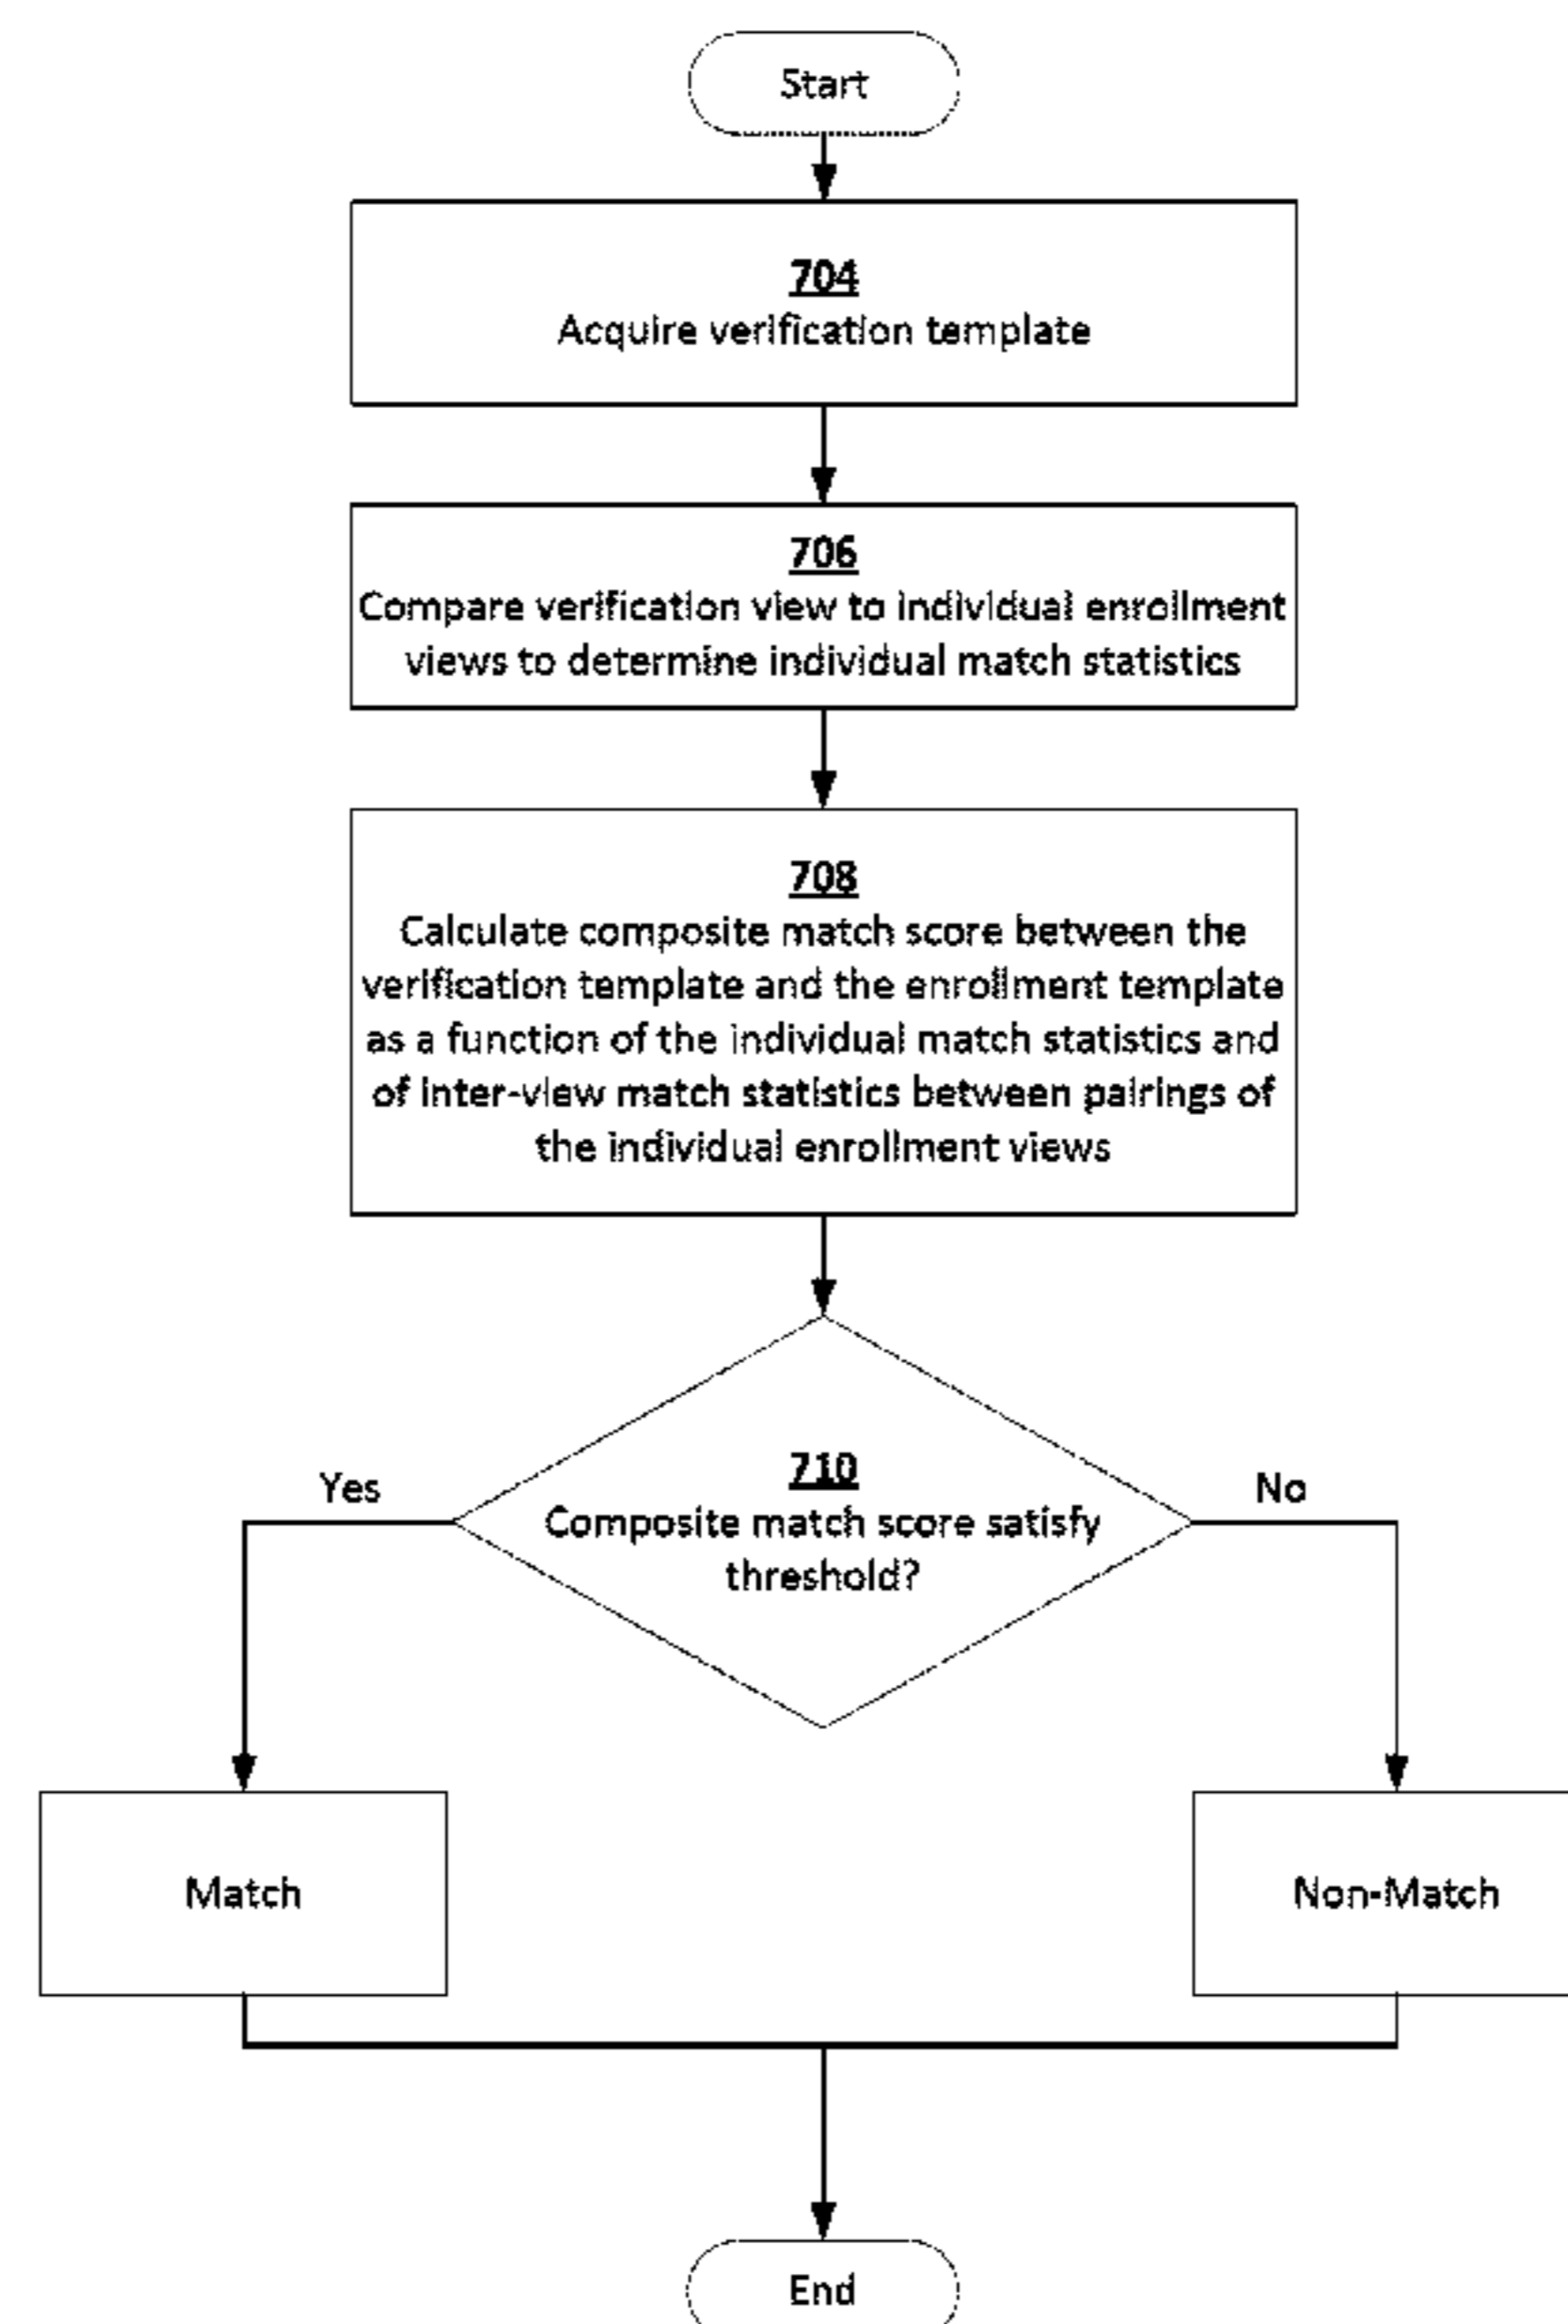 Start
704
Acquire verification template
706
Compare verification view to individual enrollment
views to determine individual match statistics
708
Calculate composite match score between the
verification template and the enrollment template
as a function of the individual match statistics and
of inter-view match statistics between pairings of
the individual enrollment views
710
Composite match score satisfy
threshold?
Yes
No
Match
Non-Match
End